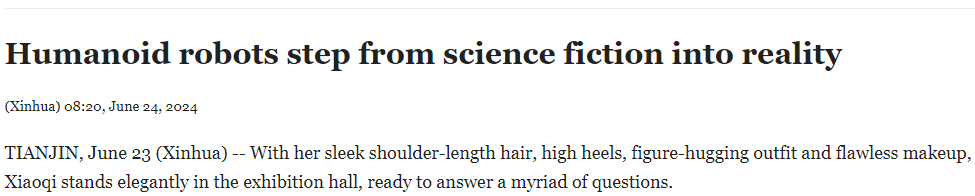 Humanoid robots step from science fiction into reality
(Xinhua) 08:20, June 24, 2024
TIANJIN, June 23 (Xinhua) -- With her sleek shoulder-length hair, high heels, figure-hugging outfit and flawless makeup,
Xiaoqi stands elegantly in the exhibition hall, ready to answer a myriad of questions.